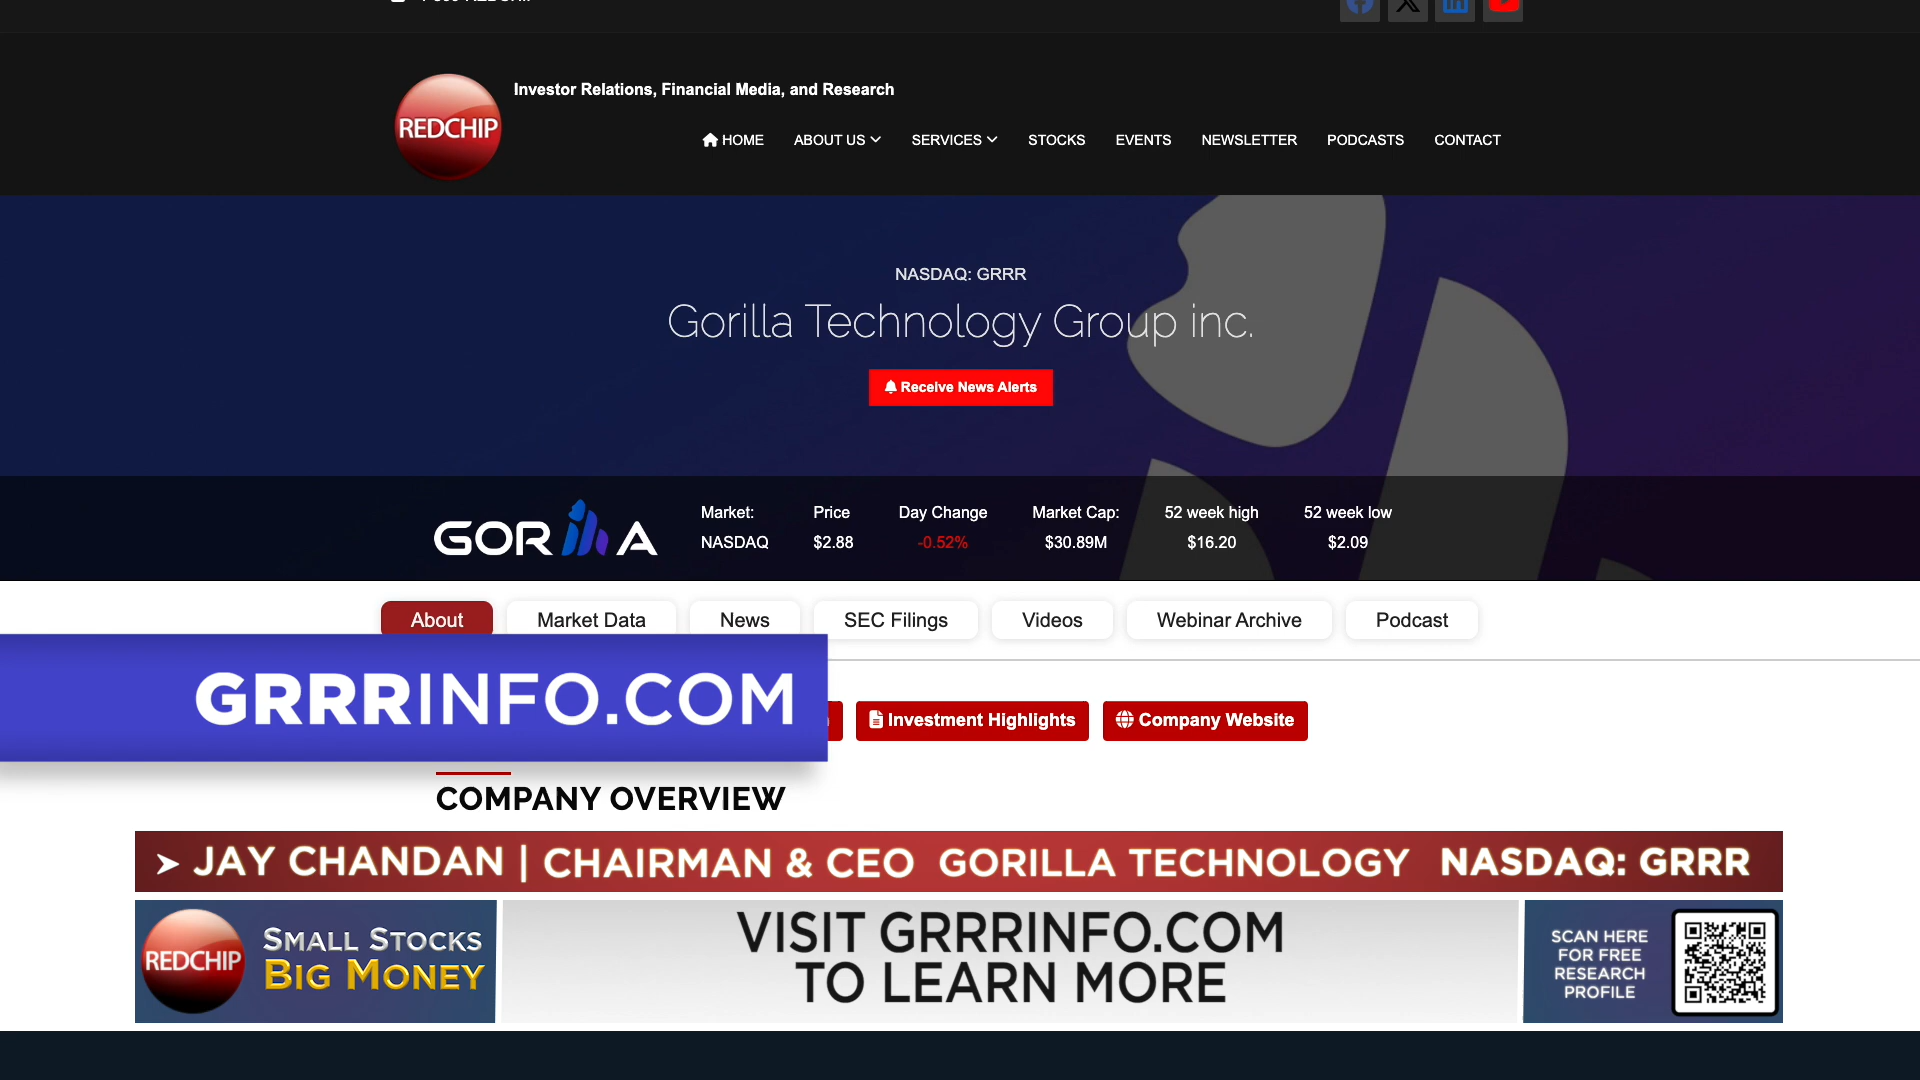 Investor Relations, Financial Media, and Research
REDCHIP
HOME ABOUT US SERVICES STOCKS EVENTS NEWSLETTER PODCASTS CONTACT
NASDAQ: GRRR
Gorilla Technology Group inc.
Receive News Alerts
GORILLA
Market: Price Day Change Market Cap: 52 week high 52 week low
NASDAQ $2.88 -0.52% $30.89M $16.20 $2.09
About Market Data News SEC Filings Videos Webinar Archive Podcast
GRRRINFO.COM
Investment Highlights Company Website
COMPANY OVERVIEW
➤ JAY CHANDAN | CHAIRMAN & CEO GORILLA TECHNOLOGY NASDAQ: GRRR
REDCHIP
SMALL STOCKS
BIG MONEY
VISIT GRRRINFO.COM
TO LEARN MORE
SCAN HERE
FOR FREE
RESEARCH
PROFILE